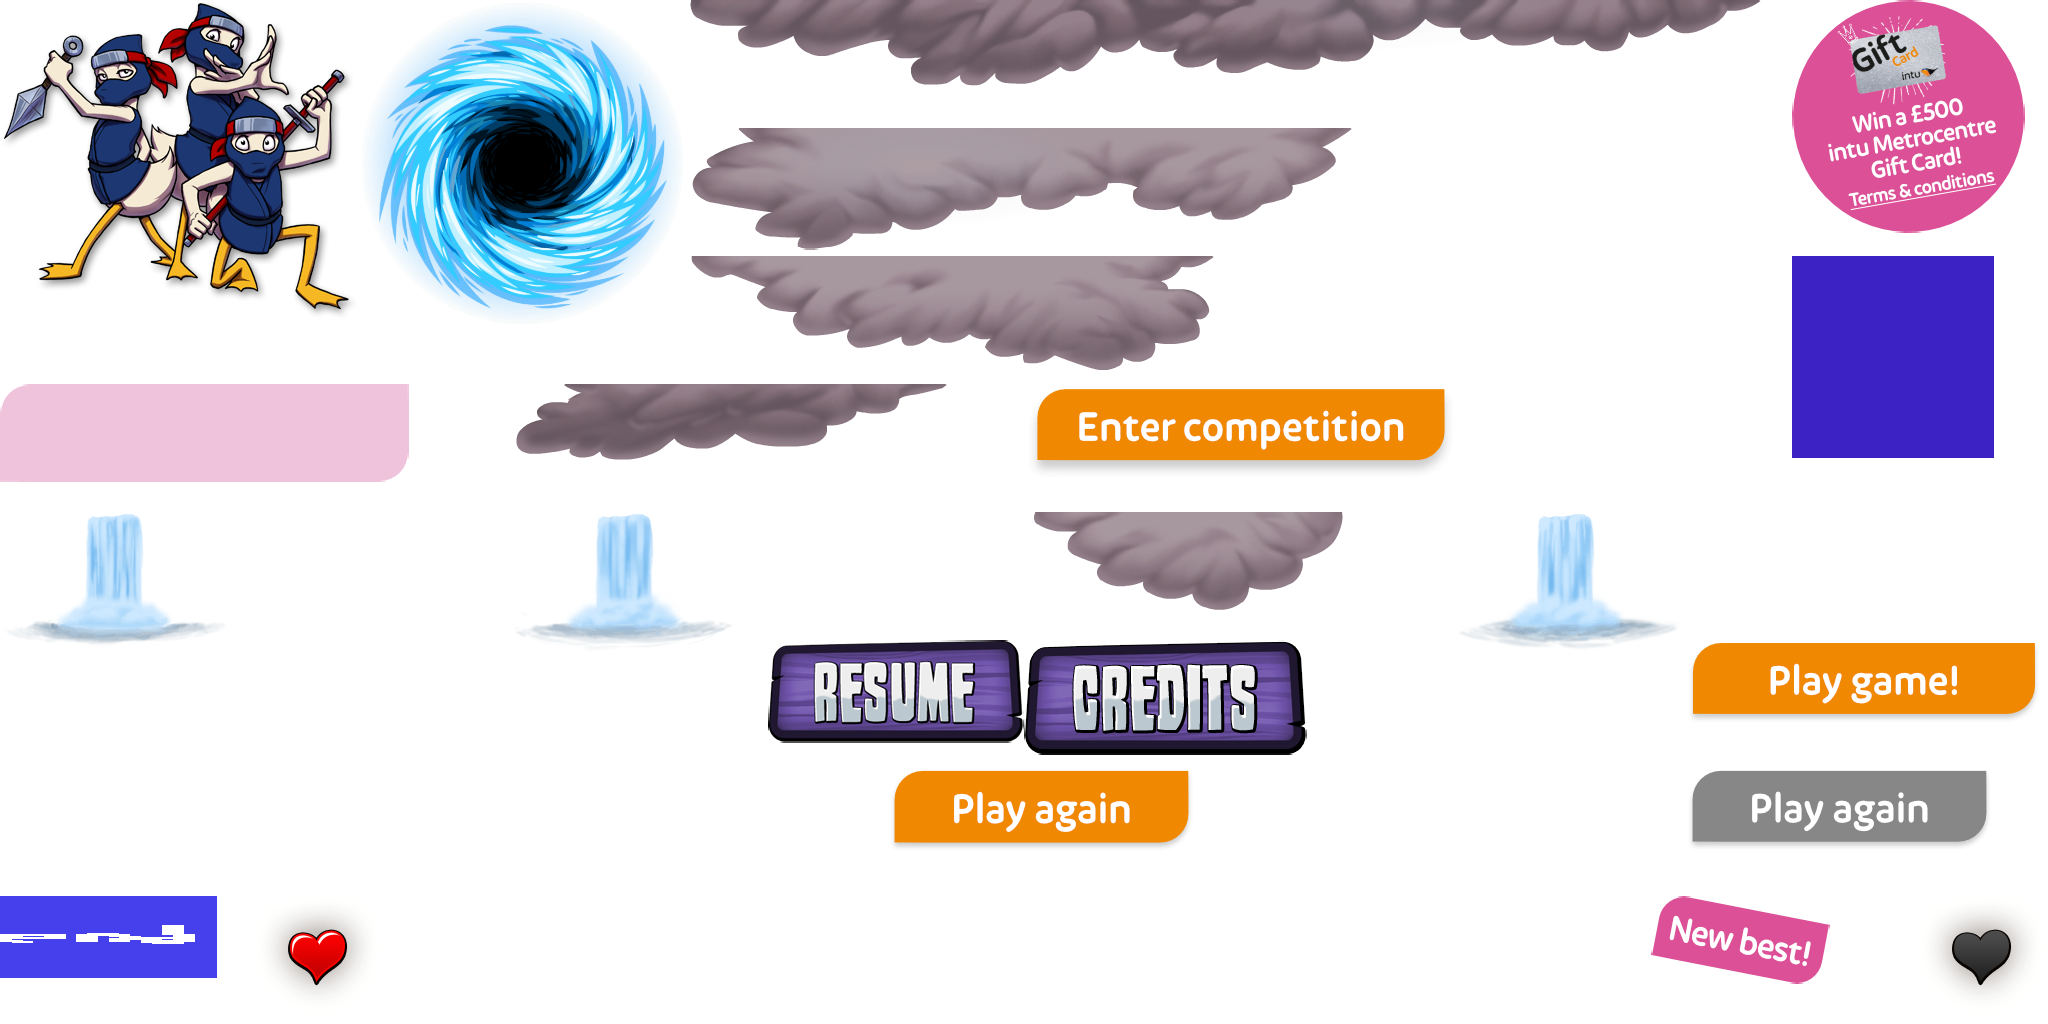 Gift
Card
intu
Win a £500
intu Metrocentre
Gift Card!
Terms & conditions
Enter competition
RESUME
CREDITS
Play game!
Play again
Play again
New best!